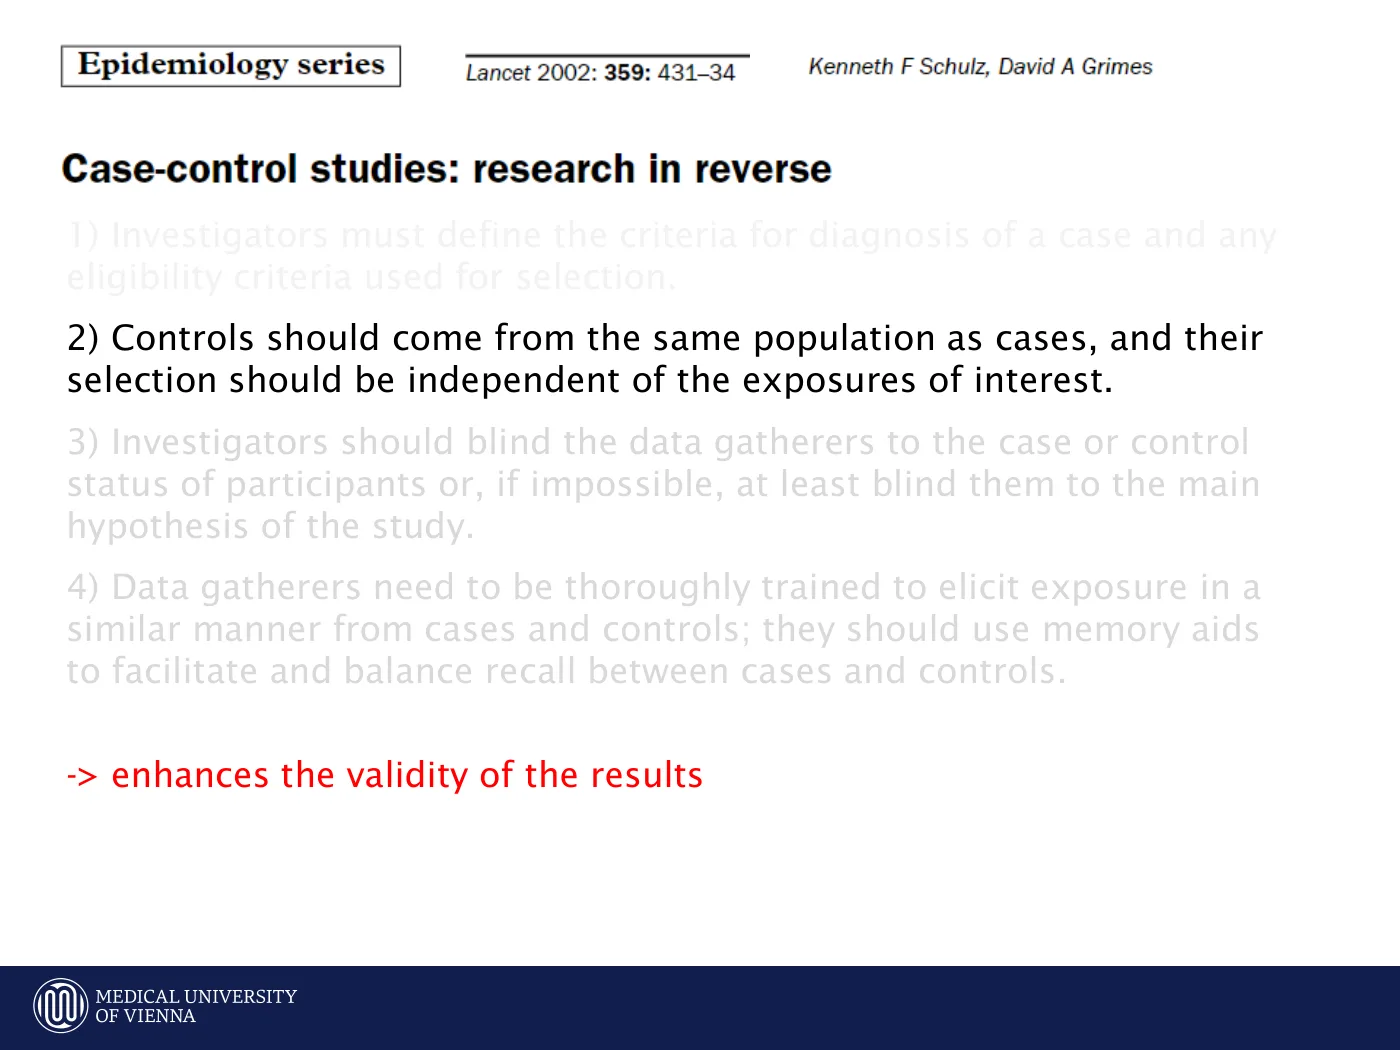 Epidemiology series
Lancet 2002: 359: 431–34
Kenneth F Schulz, David A Grimes
Case-control studies: research in reverse
1) Investigators must define the criteria for diagnosis of a case and any
eligibility criteria used for selection.
2) Controls should come from the same population as cases, and their
selection should be independent of the exposures of interest.
3) Investigators should blind the data gatherers to the case or control
status of participants or, if impossible, at least blind them to the main
hypothesis of the study.
4) Data gatherers need to be thoroughly trained to elicit exposure in a
similar manner from cases and controls; they should use memory aids
to facilitate and balance recall between cases and controls.
-> enhances the validity of the results
MEDICAL UNIVERSITY
OF VIENNA